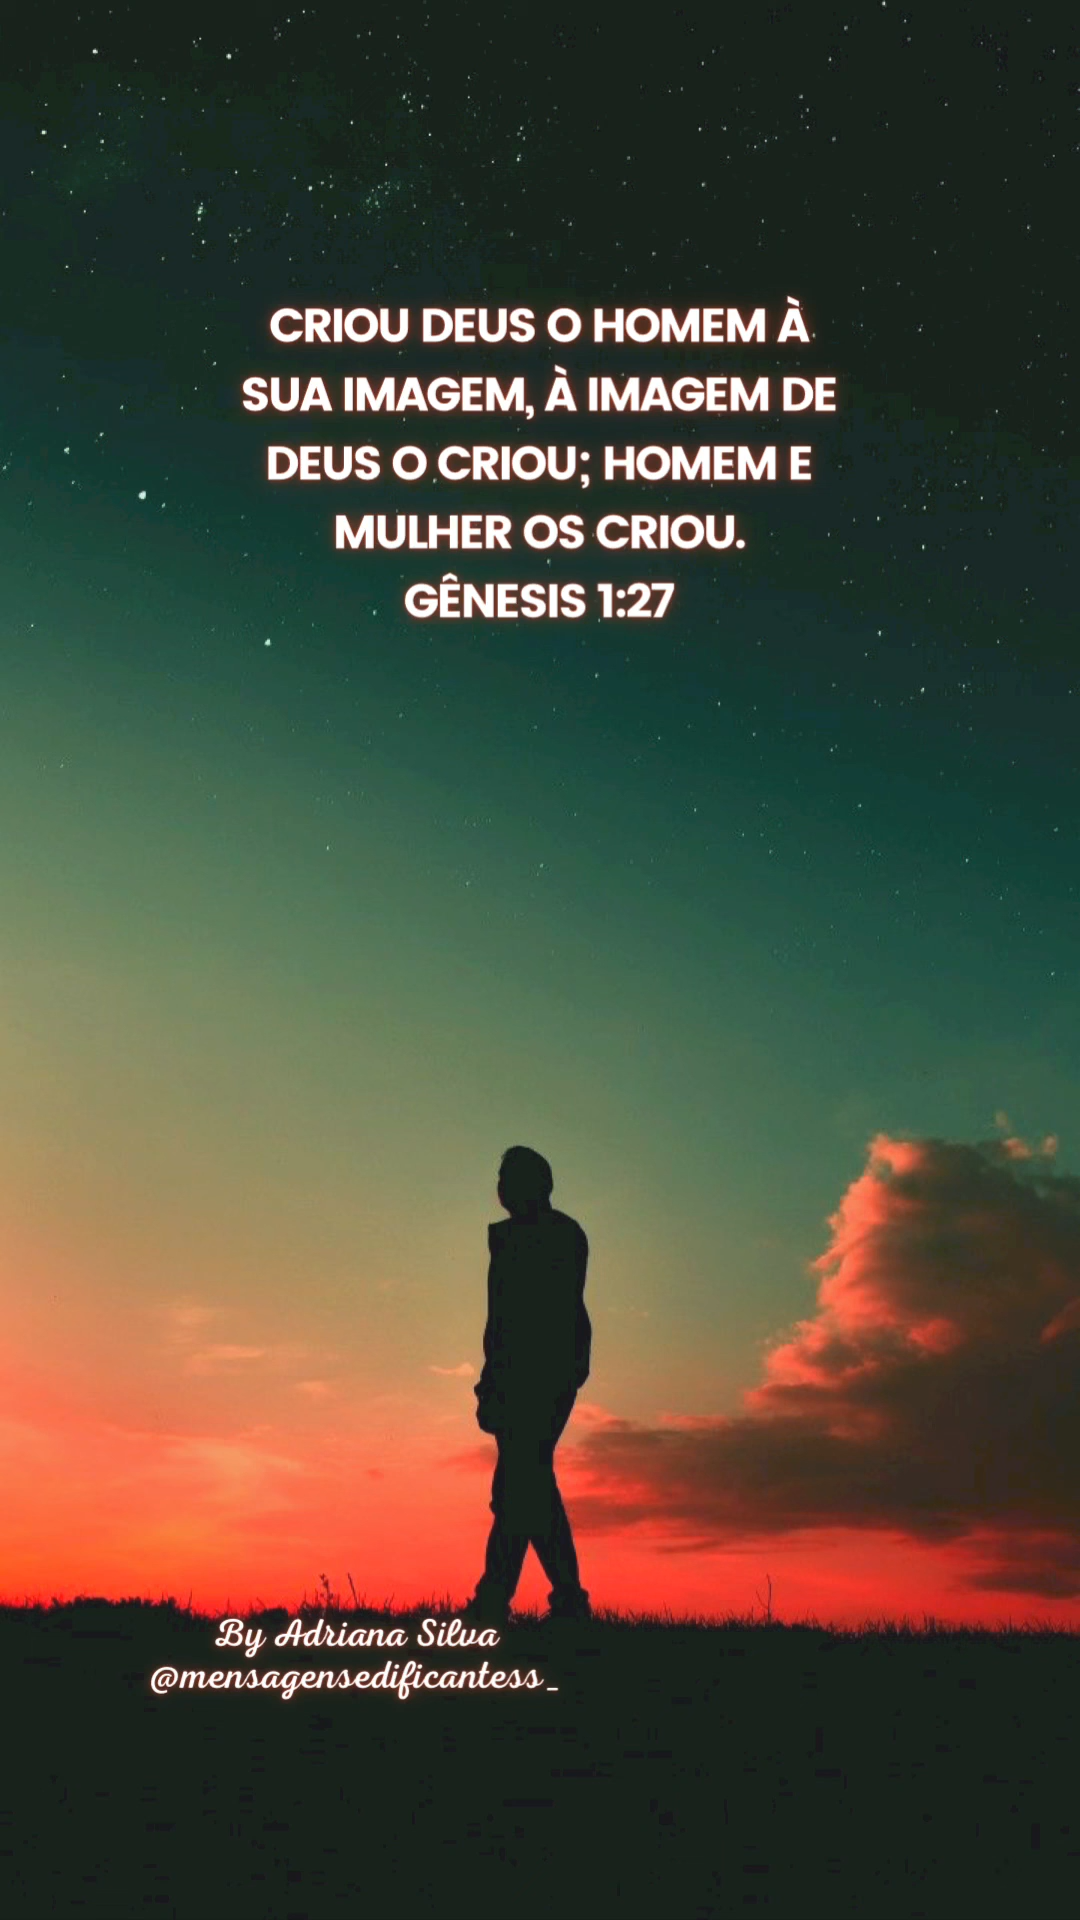 CRIOU DEUS O HOMEM À
SUA IMAGEM, À IMAGEM DE
DEUS O CRIOU; HOMEM E
MULHER OS CRIOU.
GÊNESIS 1:27
By Adriana Silva
@mensagensedificantess_